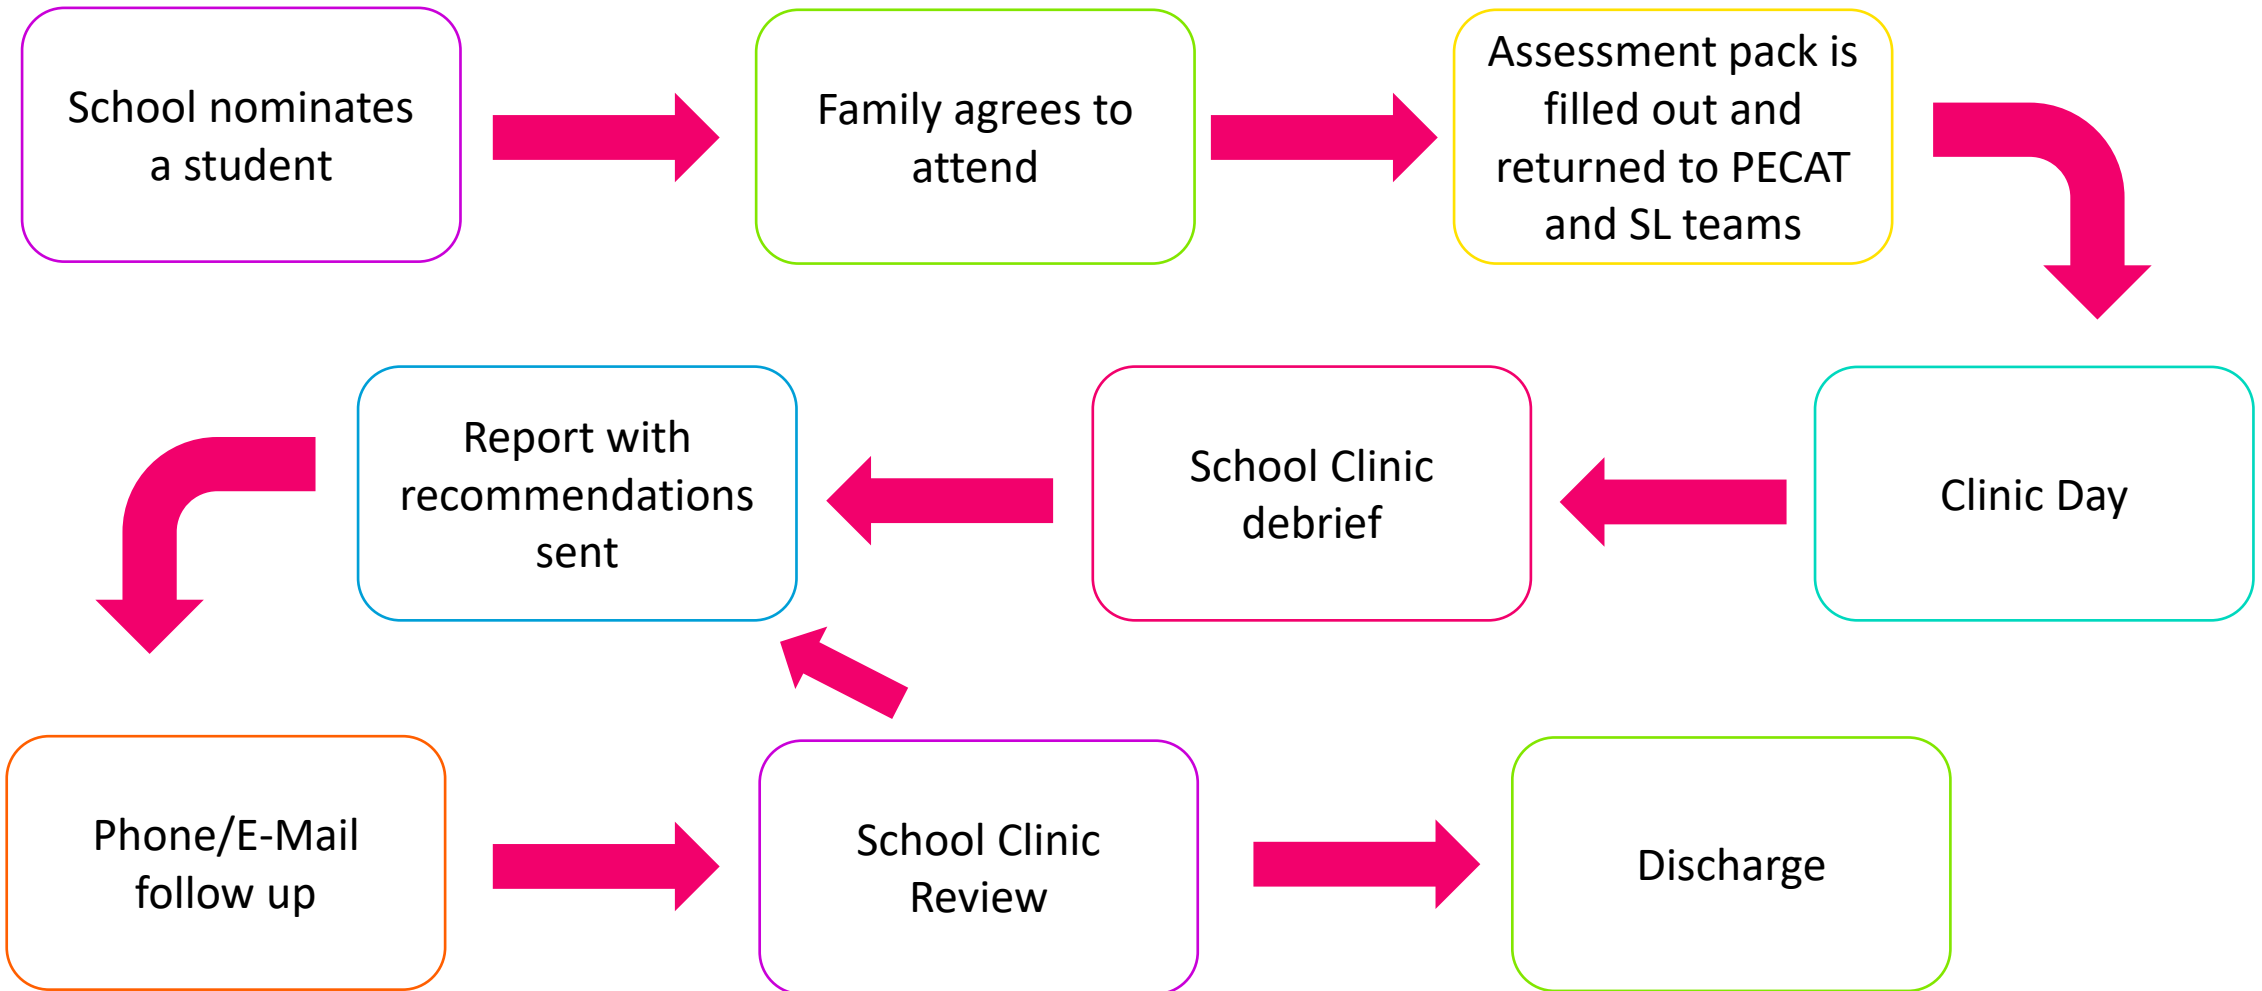 School nominates
a student
Family agrees to
attend
Assessment pack is
filled out and
returned to PECAT
and SL teams
Clinic Day
School Clinic
debrief
Report with
recommendations
sent
Phone/E-Mail
follow up
School Clinic
Review
Discharge